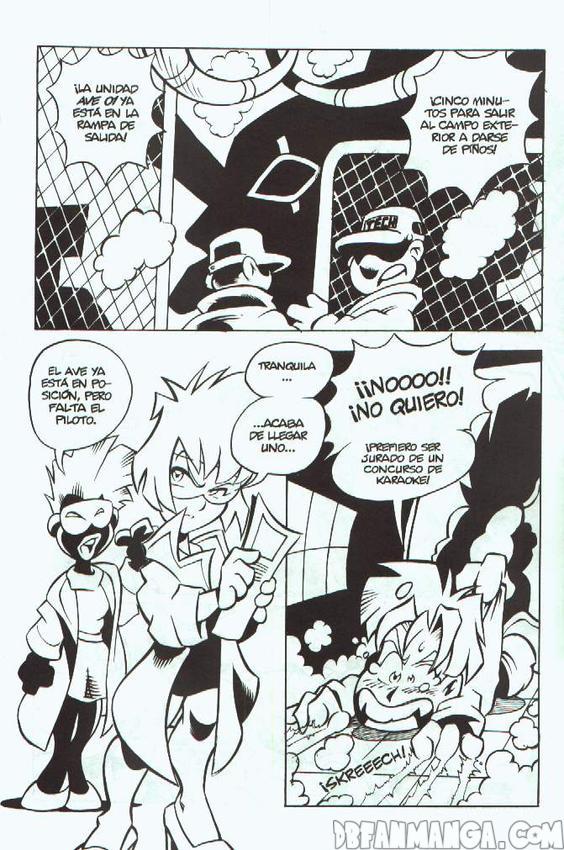 ¡LA UNIDAD
AVE 01 YA
ESTÁ EN LA
RAMPA DE
SALIDA!
¡CINCO MINU-
TOS PARA SALIR
AL CAMPO EXTE-
RIOR A DARSE
DE PIÑOS!
TECH
EL AVE YA
ESTÁ EN PO-
SICIÓN, PERO
FALTA EL
PILOTO.
TRANQUILA
...
...ACABA
DE LLEGAR
UNO...
¡¡NOOOO!!
¡NO QUIERO!
¡PREFIERO SER
JURADO DE UN
CONCURSO DE
KARAOKE!
¡SKREEECH!
DBFANMANGA.COM